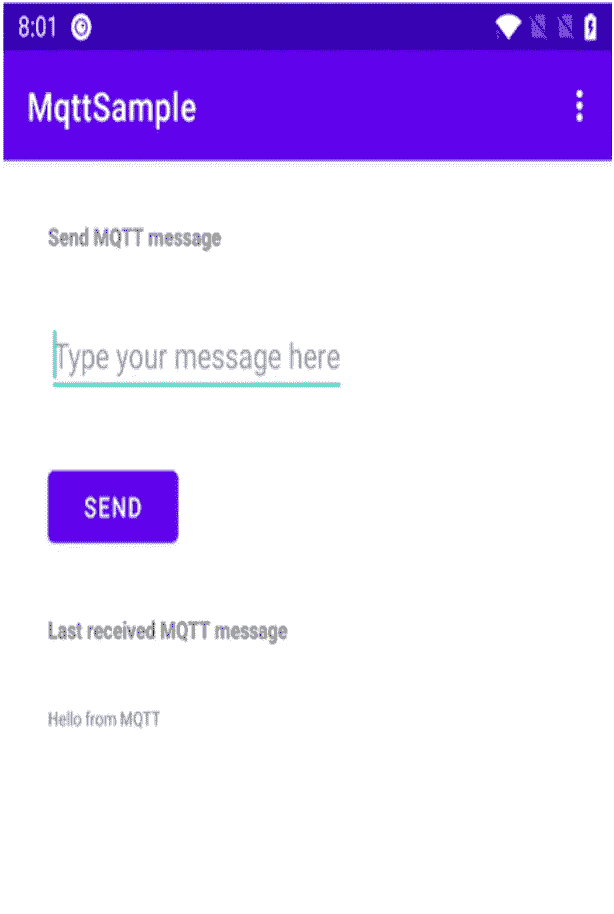 8:01
MqttSample
Send MQTT message
Type your message here
SEND
Last received MQTT message
Hello from MQTT